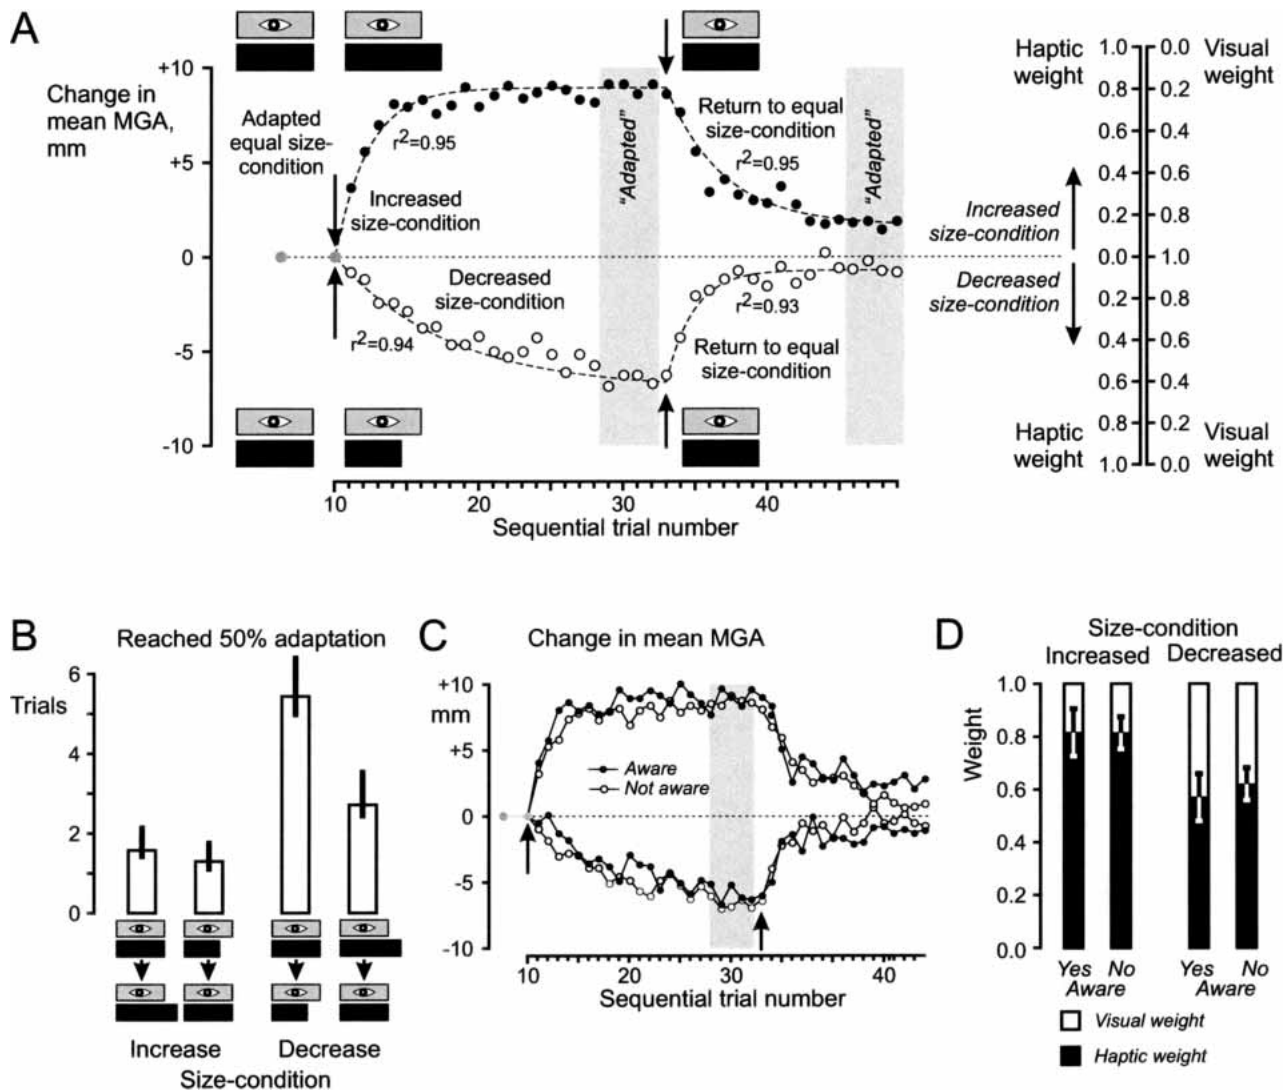 A
Change in
mean MGA,
mm
+10
+5
0
-5
-10
Adapted
equal size-
condition
r2=0.95
Increased
size-condition
Decreased
size-condition
r2=0.94
"Adapted"
Return to equal
size-condition
r2=0.95
"Adapted"
r2=0.93
Return to equal
size-condition
10
20
30
40
Sequential trial number
Haptic
weight
Visual
weight
1.0 0.0
0.8 0.2
0.6 0.4
0.4 0.6
0.2 0.8
0.0 1.0
0.2 0.8
0.4 0.6
0.6 0.4
0.8 0.2
1.0 0.0
Increased
size-condition
Decreased
size-condition
Haptic
weight
Visual
weight
B
Reached 50% adaptation
Trials
6
4
2
0
Increase
Decrease
Size-condition
C
Change in mean MGA
+10
mm
+5
0
-5
-10
Aware
Not aware
10
20
30
40
Sequential trial number
D
Size-condition
Increased
Decreased
Weight
1.0
0.8
0.6
0.4
0.2
0.0
Yes No
Aware
Yes No
Aware
Visual weight
Haptic weight